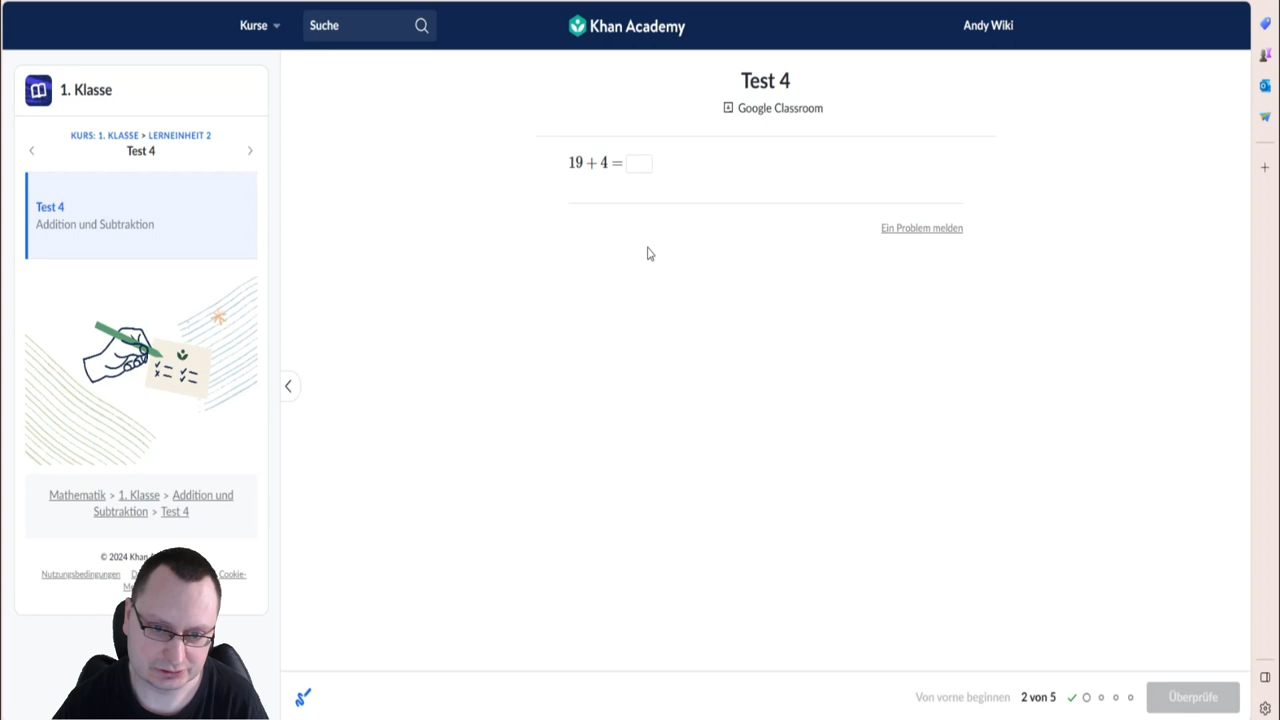 Kurse
Suche
Khan Academy
Andy Wiki
1. Klasse
KURS: 1. KLASSE > LERNEINHEIT 2
Test 4
Test 4
Addition und Subtraktion
Mathematik > 1. Klasse > Addition und
Subtraktion > Test 4
© 2024 Khan
Nutzungsbedingungen
Cookie-
Test 4
Google Classroom
19 + 4 =
Ein Problem melden
Von vorne beginnen
2 von 5
Überprüfe